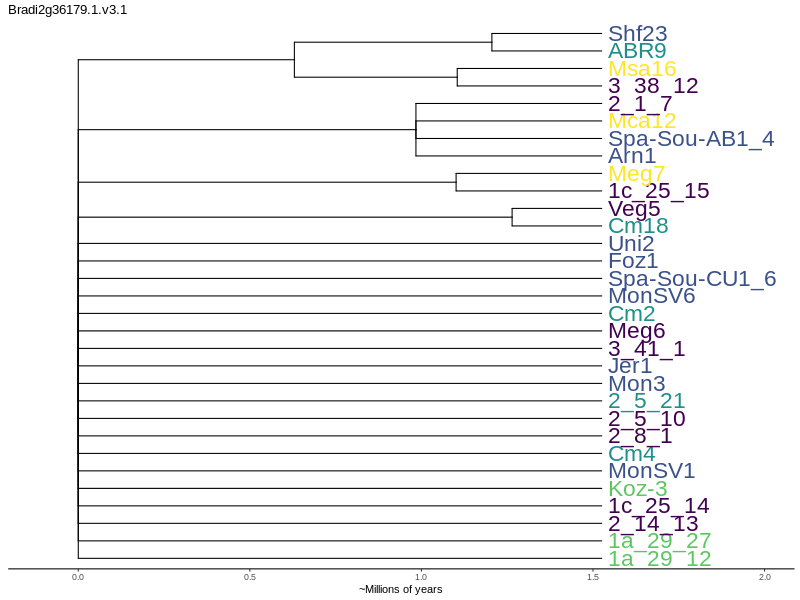 Bradi2g36179.1.v3.1
Shf23
ABR9
Msa16
3_38_12
2_1_7
Mca12
Spa-Sou-AB1_4
Arn1
Meg7
1c_25_15
Veg5
Cm18
Uni2
Foz1
Spa-Sou-CU1_6
MonSV6
Cm2
Meg6
3_41_1
Jer1
Mon3
2_5_21
2_5_10
2_8_1
Cm4
MonSV1
Koz-3
1c_25_14
2_14_13
1a_29_27
1a_29_12
0.0 0.5 1.0 1.5 2.0
~Millions of years